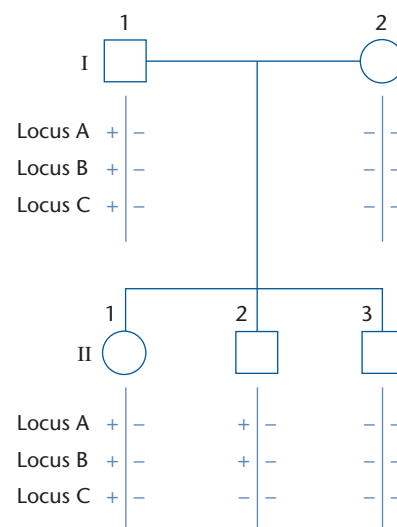 1 2
I
Locus A + − − −
Locus B + − − −
Locus C + − − −
1 2 3
II
Locus A + − + − − −
Locus B + − + − − −
Locus C + − − − − −